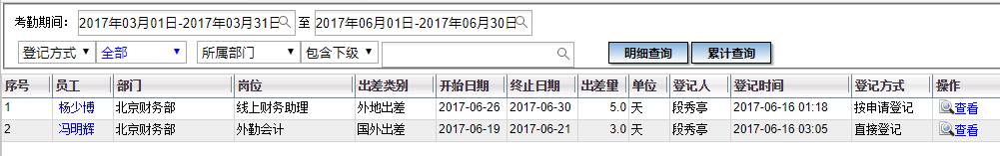 考勤期间： 2017年03月01日-2017年03月31日 至 2017年06月01日-2017年06月30日
登记方式 全部 所属部门 包含下级 明细查询 累计查询
序号 员工 部门 岗位 出差类别 开始日期 终止日期 出差量 单位 登记人 登记时间 登记方式 操作
1 杨少博 北京财务部 线上财务助理 外地出差 2017-06-26 2017-06-30 5.0 天 段秀亭 2017-06-16 01:18 按申请登记 查看
2 冯明辉 北京财务部 外勤会计 国外出差 2017-06-19 2017-06-21 3.0 天 段秀亭 2017-06-16 03:05 直接登记 查看